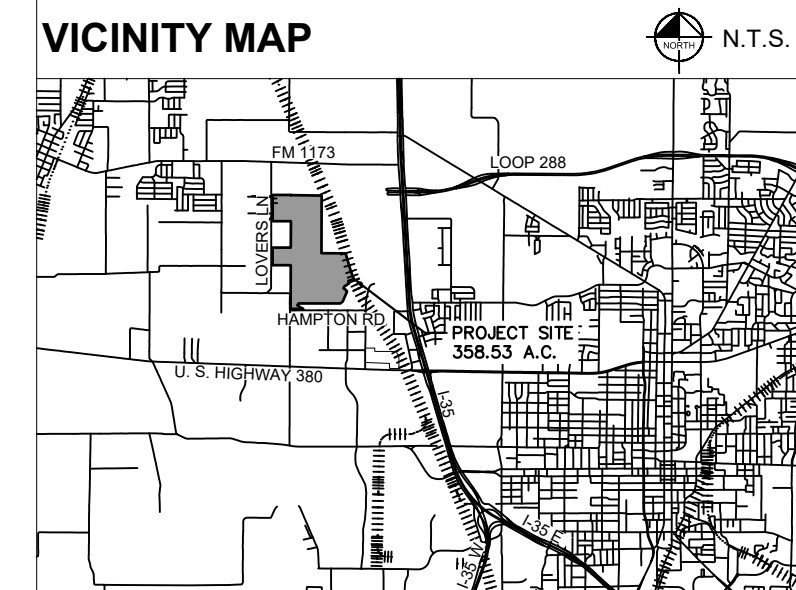 VICINITY MAP
NORTH
N.T.S.
FM 1173
LOOP 288
LOVERS LN
HAMPTON RD
PROJECT SITE
358.53 A.C.
U. S. HIGHWAY 380
I-35
I-35 E
I-35 W